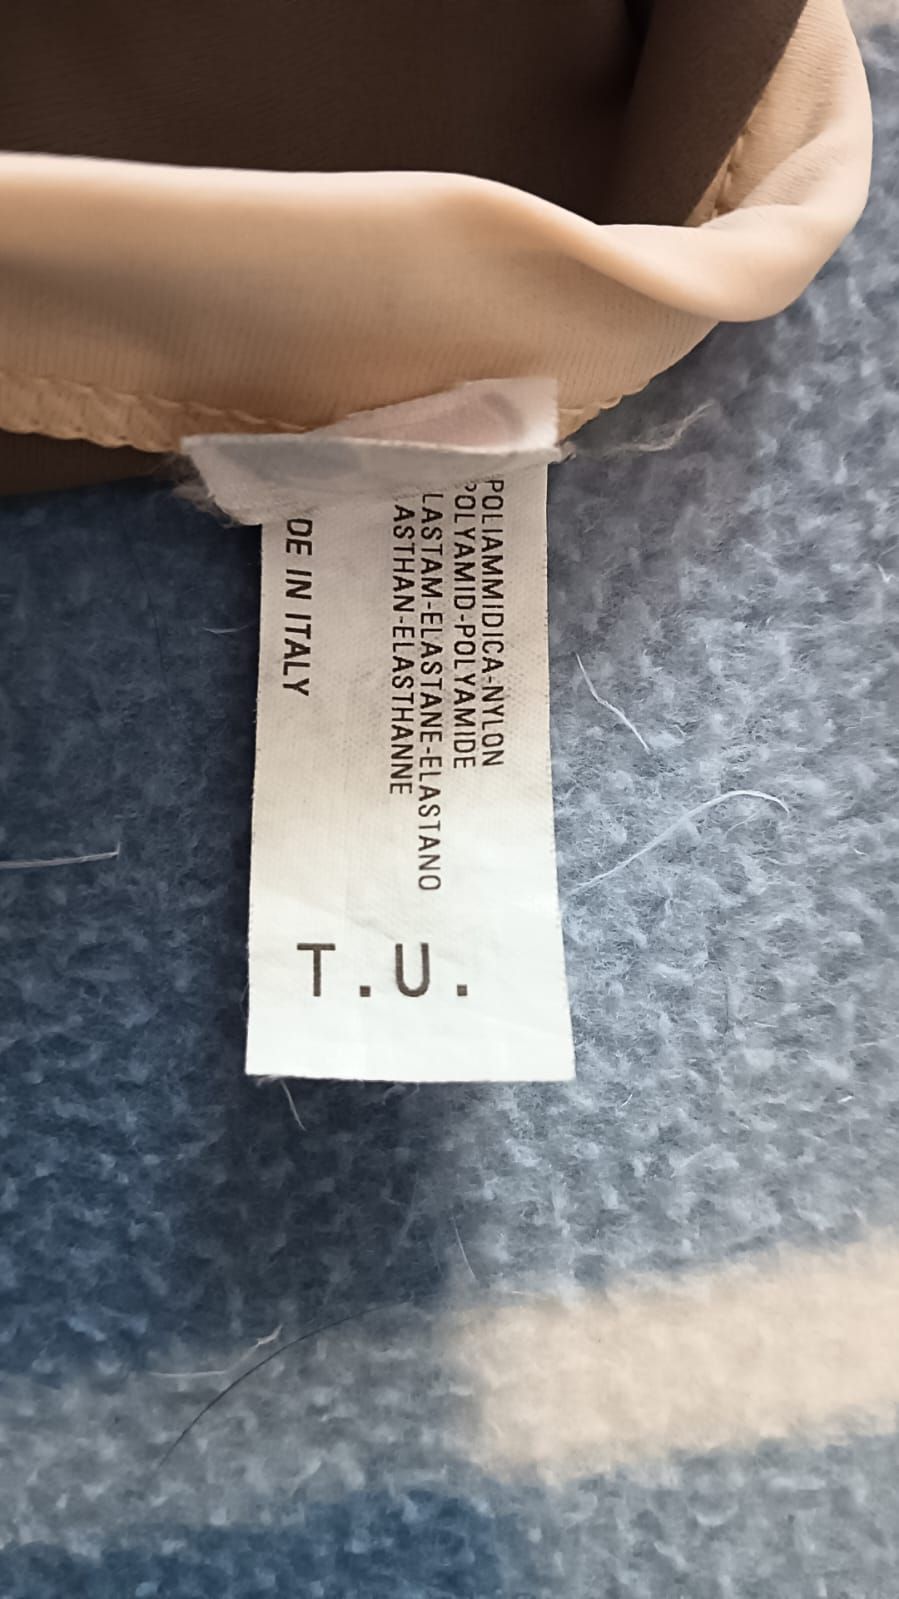 POLIAMMIDICA-NYLON
POLYAMID-POLYAMIDE
LASTAM-ELASTANE-ELASTANO
ASTHAN-ELASTHANNE
DE IN ITALY
T.U.